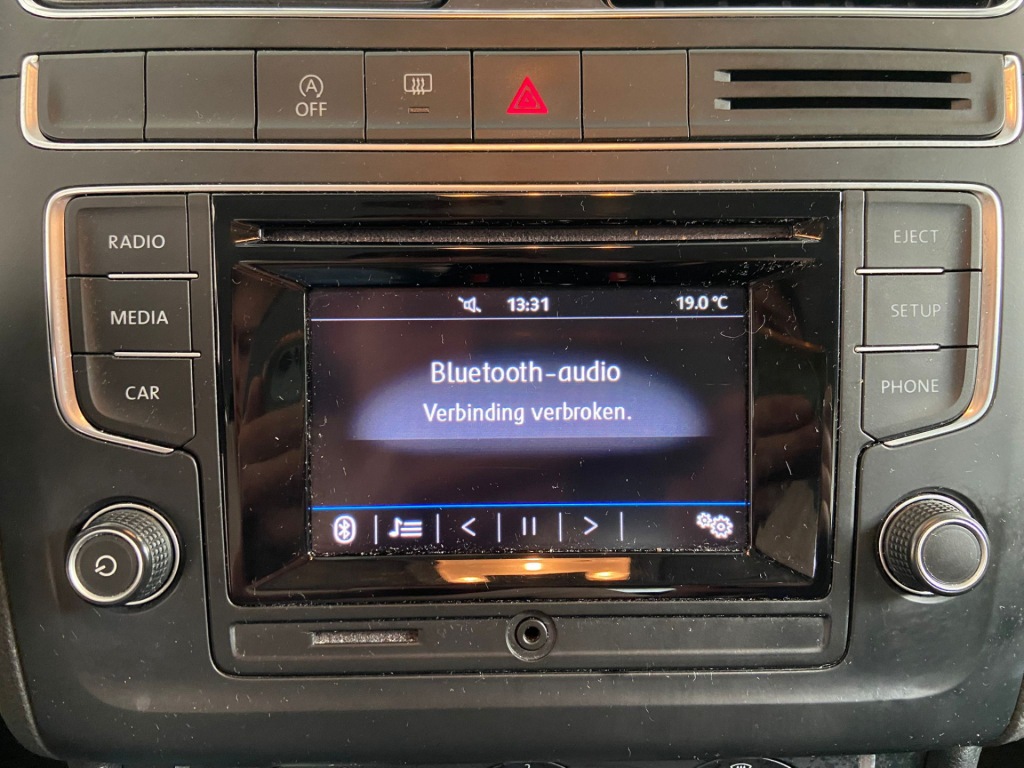 A
OFF
RADIO
MEDIA
CAR
13:31
19.0 °C
Bluetooth-audio
Verbinding verbroken.
EJECT
SETUP
PHONE